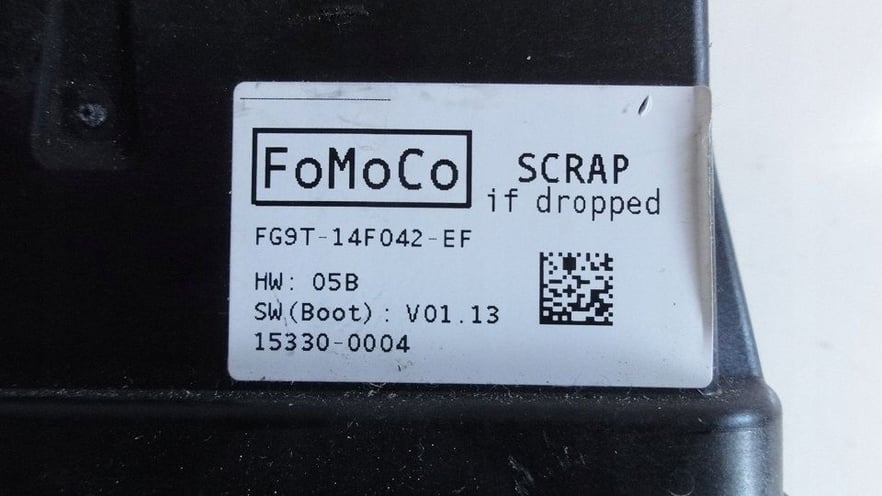 FoMoCo
SCRAP
if dropped
FG9T-14F042-EF
HW: 05B
SW(Boot): V01.13
15330-0004